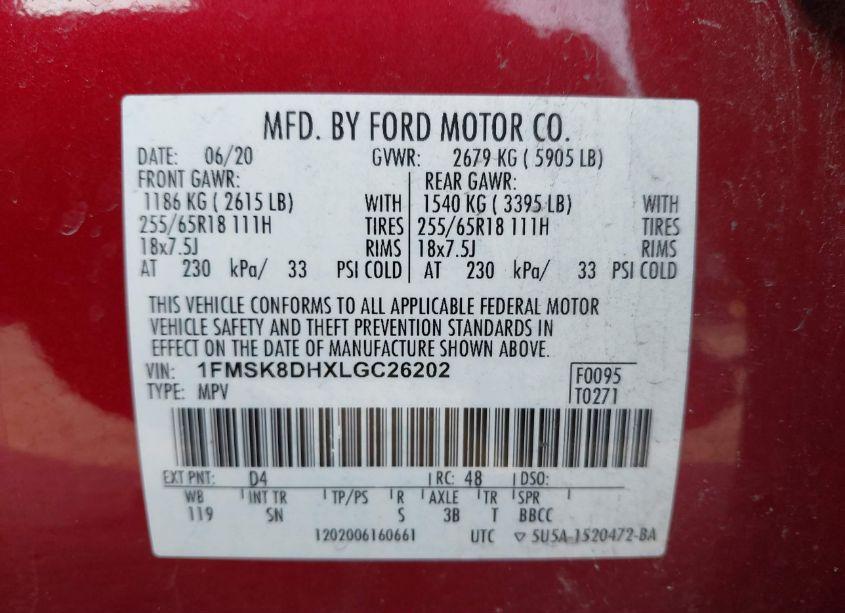 MFD. BY FORD MOTOR CO.
DATE: 06/20 GVWR: 2679 KG ( 5905 LB)
FRONT GAWR: REAR GAWR:
1186 KG ( 2615 LB) WITH 1540 KG ( 3395 LB) WITH
255/65R18 111H TIRES 255/65R18 111H TIRES
18x7.5J RIMS 18x7.5J RIMS
AT 230 kPa/ 33 PSI COLD AT 230 kPa/ 33 PSI COLD
THIS VEHICLE CONFORMS TO ALL APPLICABLE FEDERAL MOTOR
VEHICLE SAFETY AND THEFT PREVENTION STANDARDS IN
EFFECT ON THE DATE OF MANUFACTURE SHOWN ABOVE.
VIN: 1FMSK8DHXLGC26202 F0095
TYPE: MPV T0271
EXT PNT: D4 RC: 48 DSO:
WB INT TR TP/PS R AXLE TR SPR
119 SN S 3B T BBCC
1202006160661 UTC ▽ 5U5A-1520472-BA